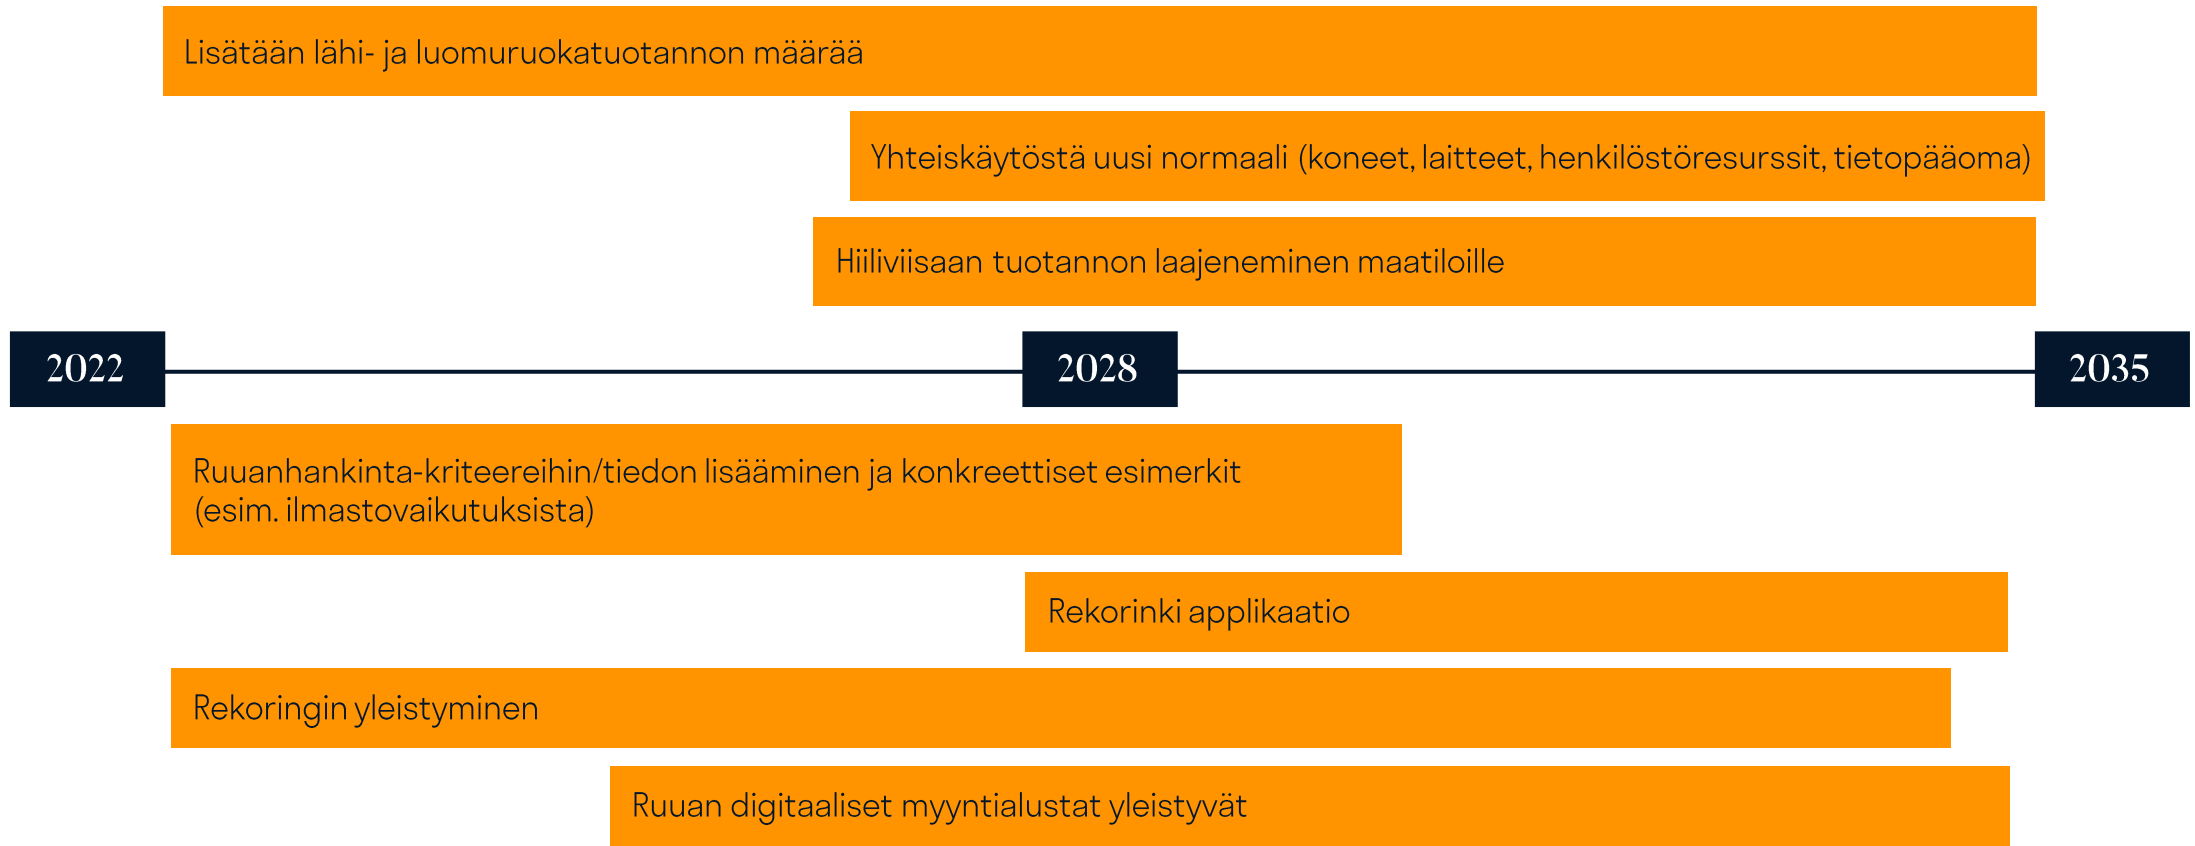 Lisätään lähi- ja luomuruokatuotannon määrää
Yhteiskäytöstä uusi normaali (koneet, laitteet, henkilöstöresurssit, tietopääoma)
Hiiliviisaan tuotannon laajeneminen maatiloille
2022
2028
2035
Ruuanhankinta-kriteereihin/tiedon lisääminen ja konkreettiset esimerkit
(esim. ilmastovaikutuksista)
Rekorinki applikaatio
Rekoringin yleistyminen
Ruuan digitaaliset myyntialustat yleistyvät